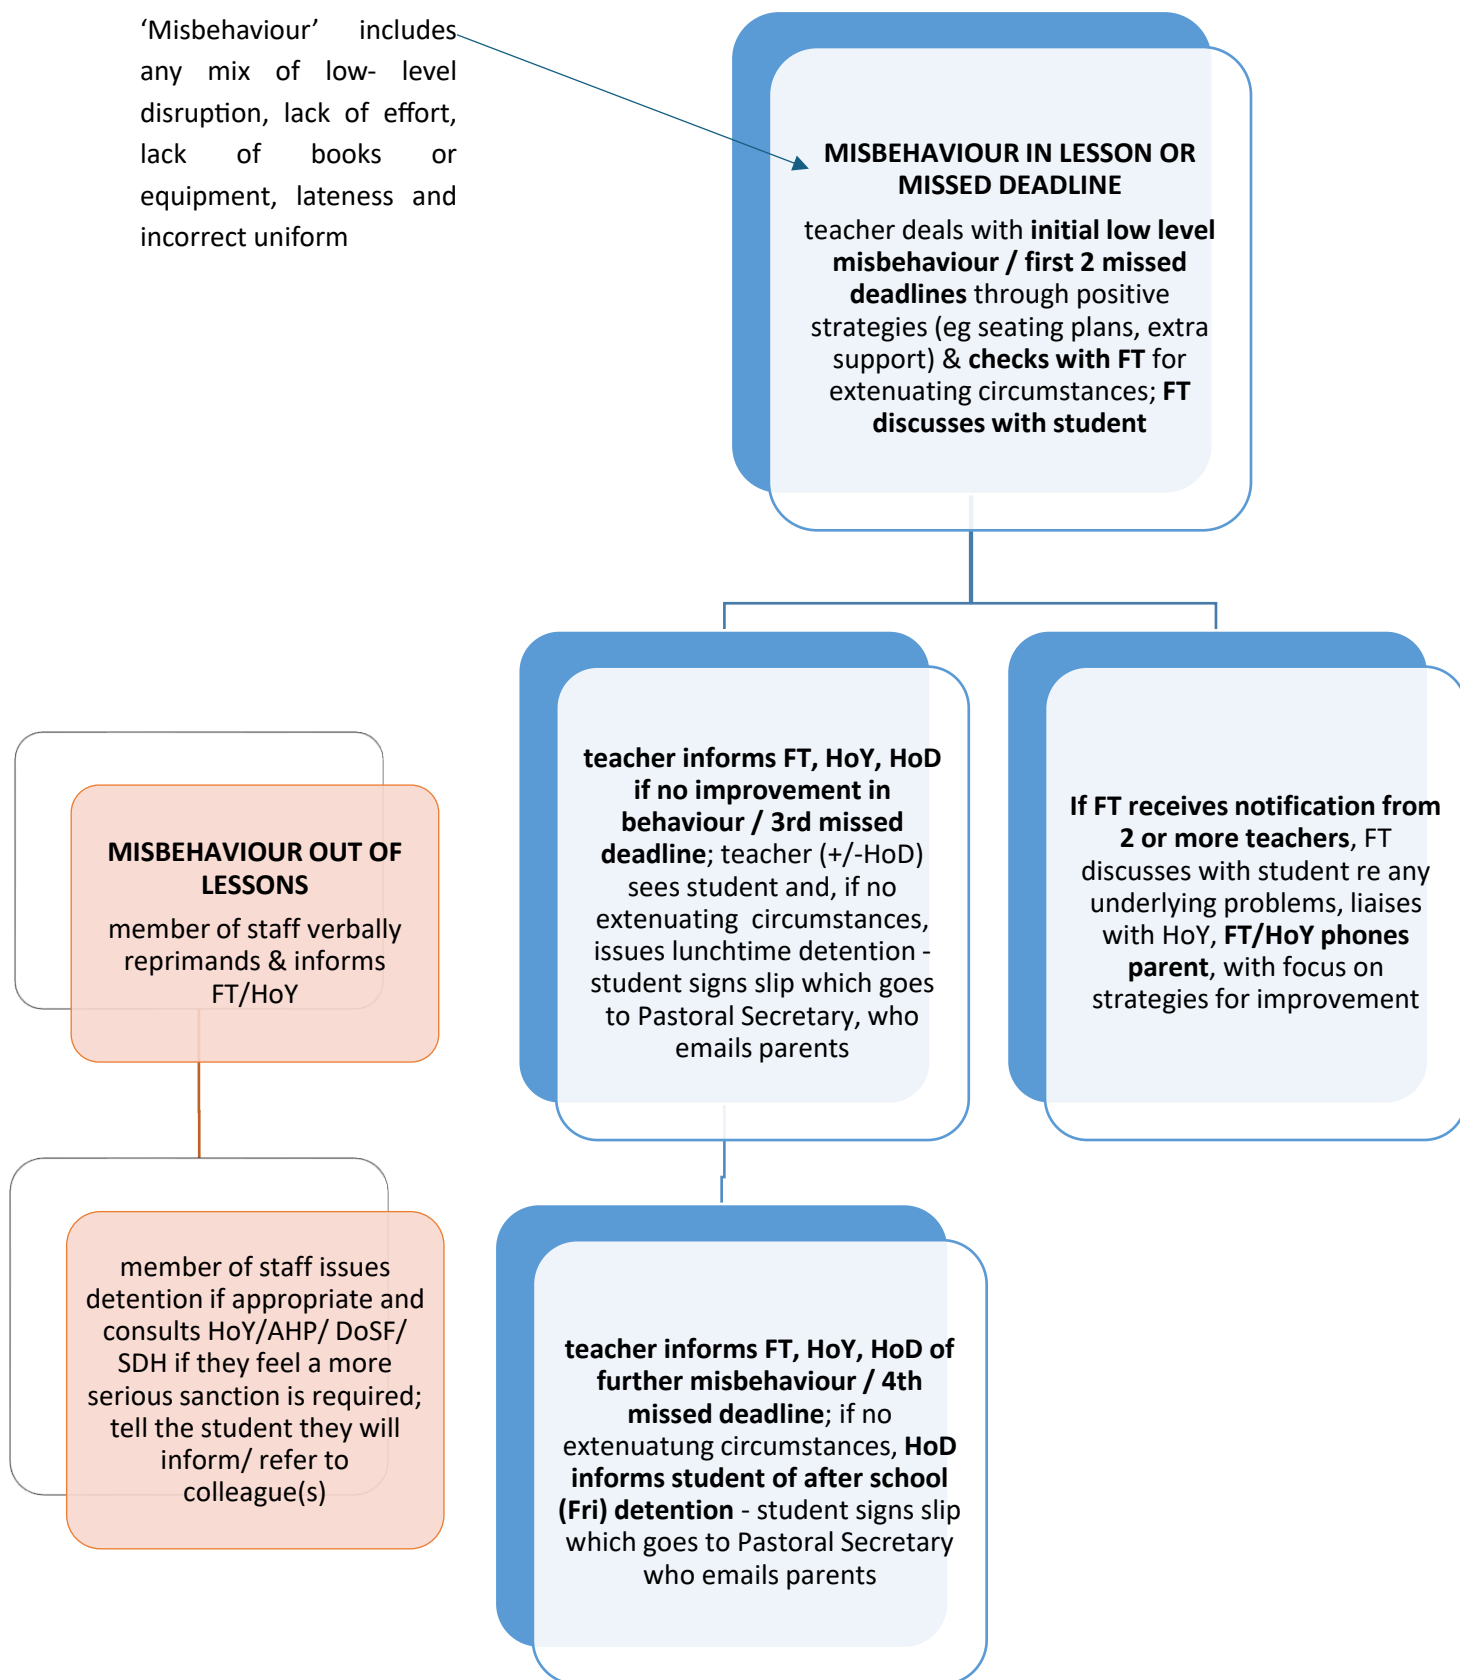 ‘Misbehaviour’ includes
any mix of low- level
disruption, lack of effort,
lack of books or
equipment, lateness and
incorrect uniform
MISBEHAVIOUR IN LESSON OR
MISSED DEADLINE
teacher deals with initial low level
misbehaviour / first 2 missed
deadlines through positive
strategies (eg seating plans, extra
support) & checks with FT for
extenuating circumstances; FT
discusses with student
teacher informs FT, HoY, HoD
if no improvement in
behaviour / 3rd missed
deadline; teacher (+/-HoD)
sees student and, if no
extenuating circumstances,
issues lunchtime detention -
student signs slip which goes
to Pastoral Secretary, who
emails parents
If FT receives notification from
2 or more teachers, FT
discusses with student re any
underlying problems, liaises
with HoY, FT/HoY phones
parent, with focus on
strategies for improvement
MISBEHAVIOUR OUT OF
LESSONS
member of staff verbally
reprimands & informs
FT/HoY
member of staff issues
detention if appropriate and
consults HoY/AHP/ DoSF/
SDH if they feel a more
serious sanction is required;
tell the student they will
inform/ refer to
colleague(s)
teacher informs FT, HoY, HoD of
further misbehaviour / 4th
missed deadline; if no
extenuatung circumstances, HoD
informs student of after school
(Fri) detention - student signs slip
which goes to Pastoral Secretary
who emails parents